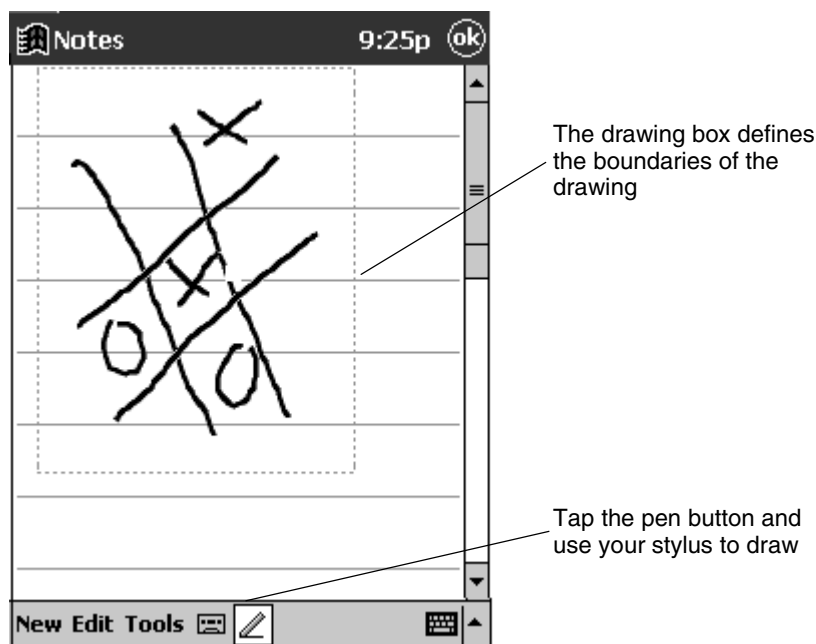 Notes 9:25p ok
X
X
O
O
The drawing box defines
the boundaries of the
drawing
Tap the pen button and
use your stylus to draw
New Edit Tools